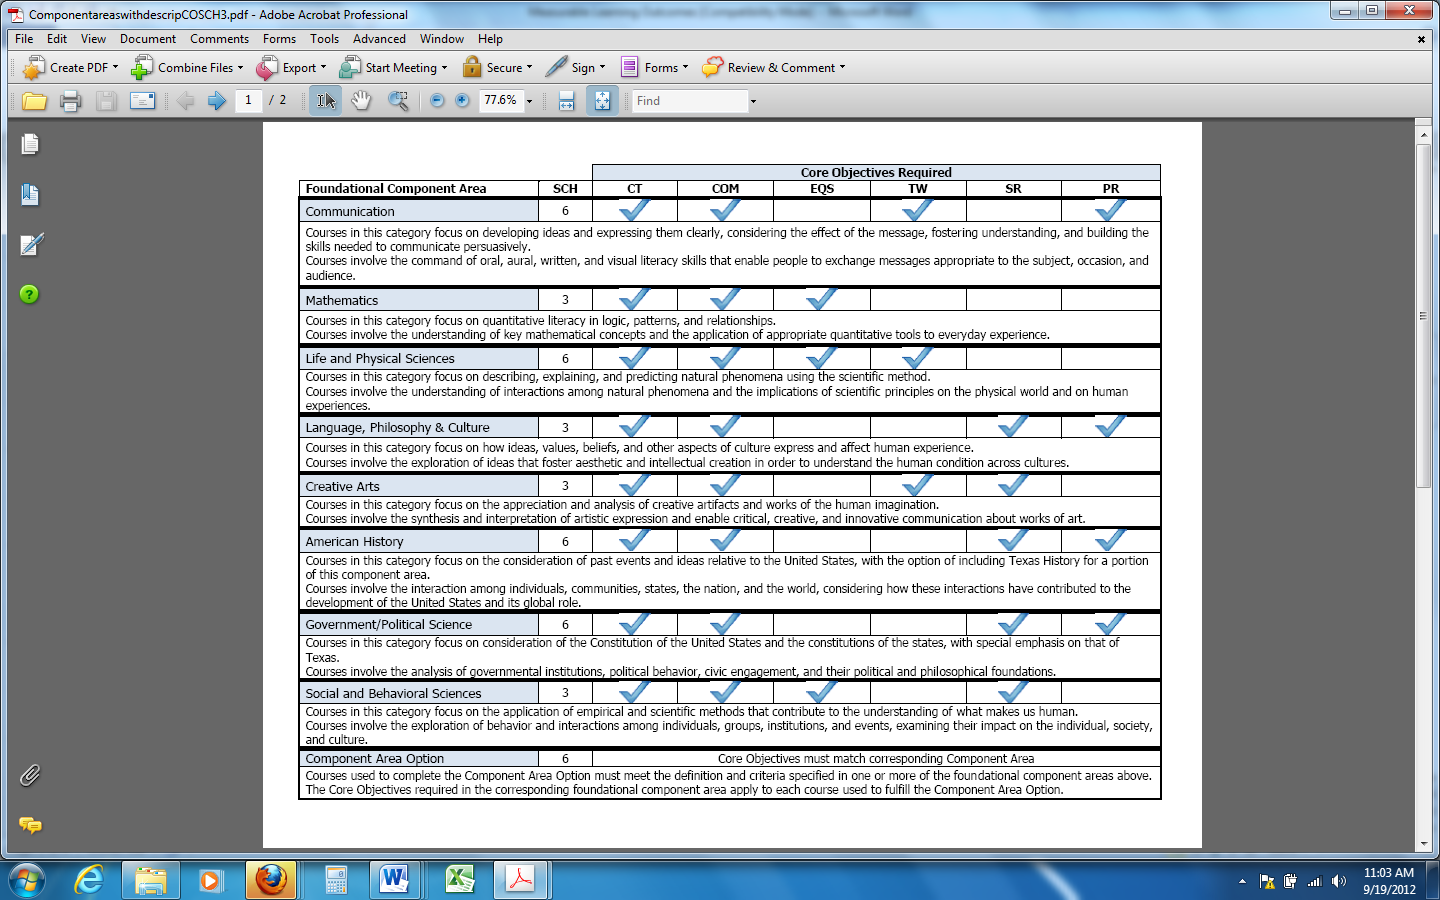 ComponentareaswithdescripCOSCH3.pdf - Adobe Acrobat Professional
File Edit View Document Comments Forms Tools Advanced Window Help
Create PDF Combine Files Export Start Meeting Secure Sign Forms Review & Comment
1 / 2 77.6% Find
Core Objectives Required
Foundational Component Area SCH CT COM EQS TW SR PR
Communication 6
Courses in this category focus on developing ideas and expressing them clearly, considering the effect of the message, fostering understanding, and building the
skills needed to communicate persuasively.
Courses involve the command of oral, aural, written, and visual literacy skills that enable people to exchange messages appropriate to the subject, occasion, and
audience.
Mathematics 3
Courses in this category focus on quantitative literacy in logic, patterns, and relationships.
Courses involve the understanding of key mathematical concepts and the application of appropriate quantitative tools to everyday experience.
Life and Physical Sciences 6
Courses in this category focus on describing, explaining, and predicting natural phenomena using the scientific method.
Courses involve the understanding of interactions among natural phenomena and the implications of scientific principles on the physical world and on human
experiences.
Language, Philosophy & Culture 3
Courses in this category focus on how ideas, values, beliefs, and other aspects of culture express and affect human experience.
Courses involve the exploration of ideas that foster aesthetic and intellectual creation in order to understand the human condition across cultures.
Creative Arts 3
Courses in this category focus on the appreciation and analysis of creative artifacts and works of the human imagination.
Courses involve the synthesis and interpretation of artistic expression and enable critical, creative, and innovative communication about works of art.
American History 6
Courses in this category focus on the consideration of past events and ideas relative to the United States, with the option of including Texas History for a portion
of this component area.
Courses involve the interaction among individuals, communities, states, the nation, and the world, considering how these interactions have contributed to the
development of the United States and its global role.
Government/Political Science 6
Courses in this category focus on consideration of the Constitution of the United States and the constitutions of the states, with special emphasis on that of
Texas.
Courses involve the analysis of governmental institutions, political behavior, civic engagement, and their political and philosophical foundations.
Social and Behavioral Sciences 3
Courses in this category focus on the application of empirical and scientific methods that contribute to the understanding of what makes us human.
Courses involve the exploration of behavior and interactions among individuals, groups, institutions, and events, examining their impact on the individual, society,
and culture.
Component Area Option 6 Core Objectives must match corresponding Component Area
Courses used to complete the Component Area Option must meet the definition and criteria specified in one or more of the foundational component areas above.
The Core Objectives required in the corresponding foundational component area apply to each course used to fulfill the Component Area Option.
11:03 AM
9/19/2012